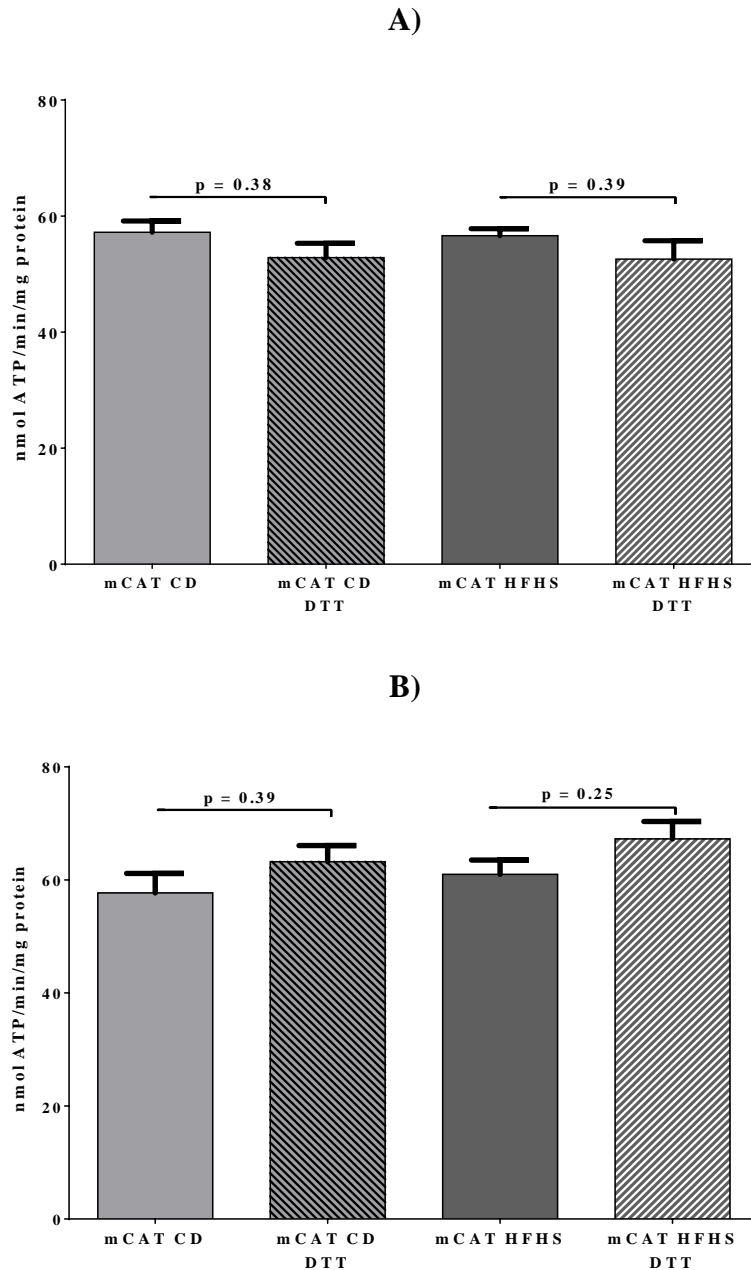 A)
80
p = 0.38
p = 0.39
60
40
20
0
nmol ATP/min/mg protein
mCAT CD
mCAT CD
DTT
mCAT HFHS
mCAT HFHS
DTT
B)
80
p = 0.39
p = 0.25
60
40
20
0
nmol ATP/min/mg protein
mCAT CD
mCAT CD
DTT
mCAT HFHS
mCAT HFHS
DTT